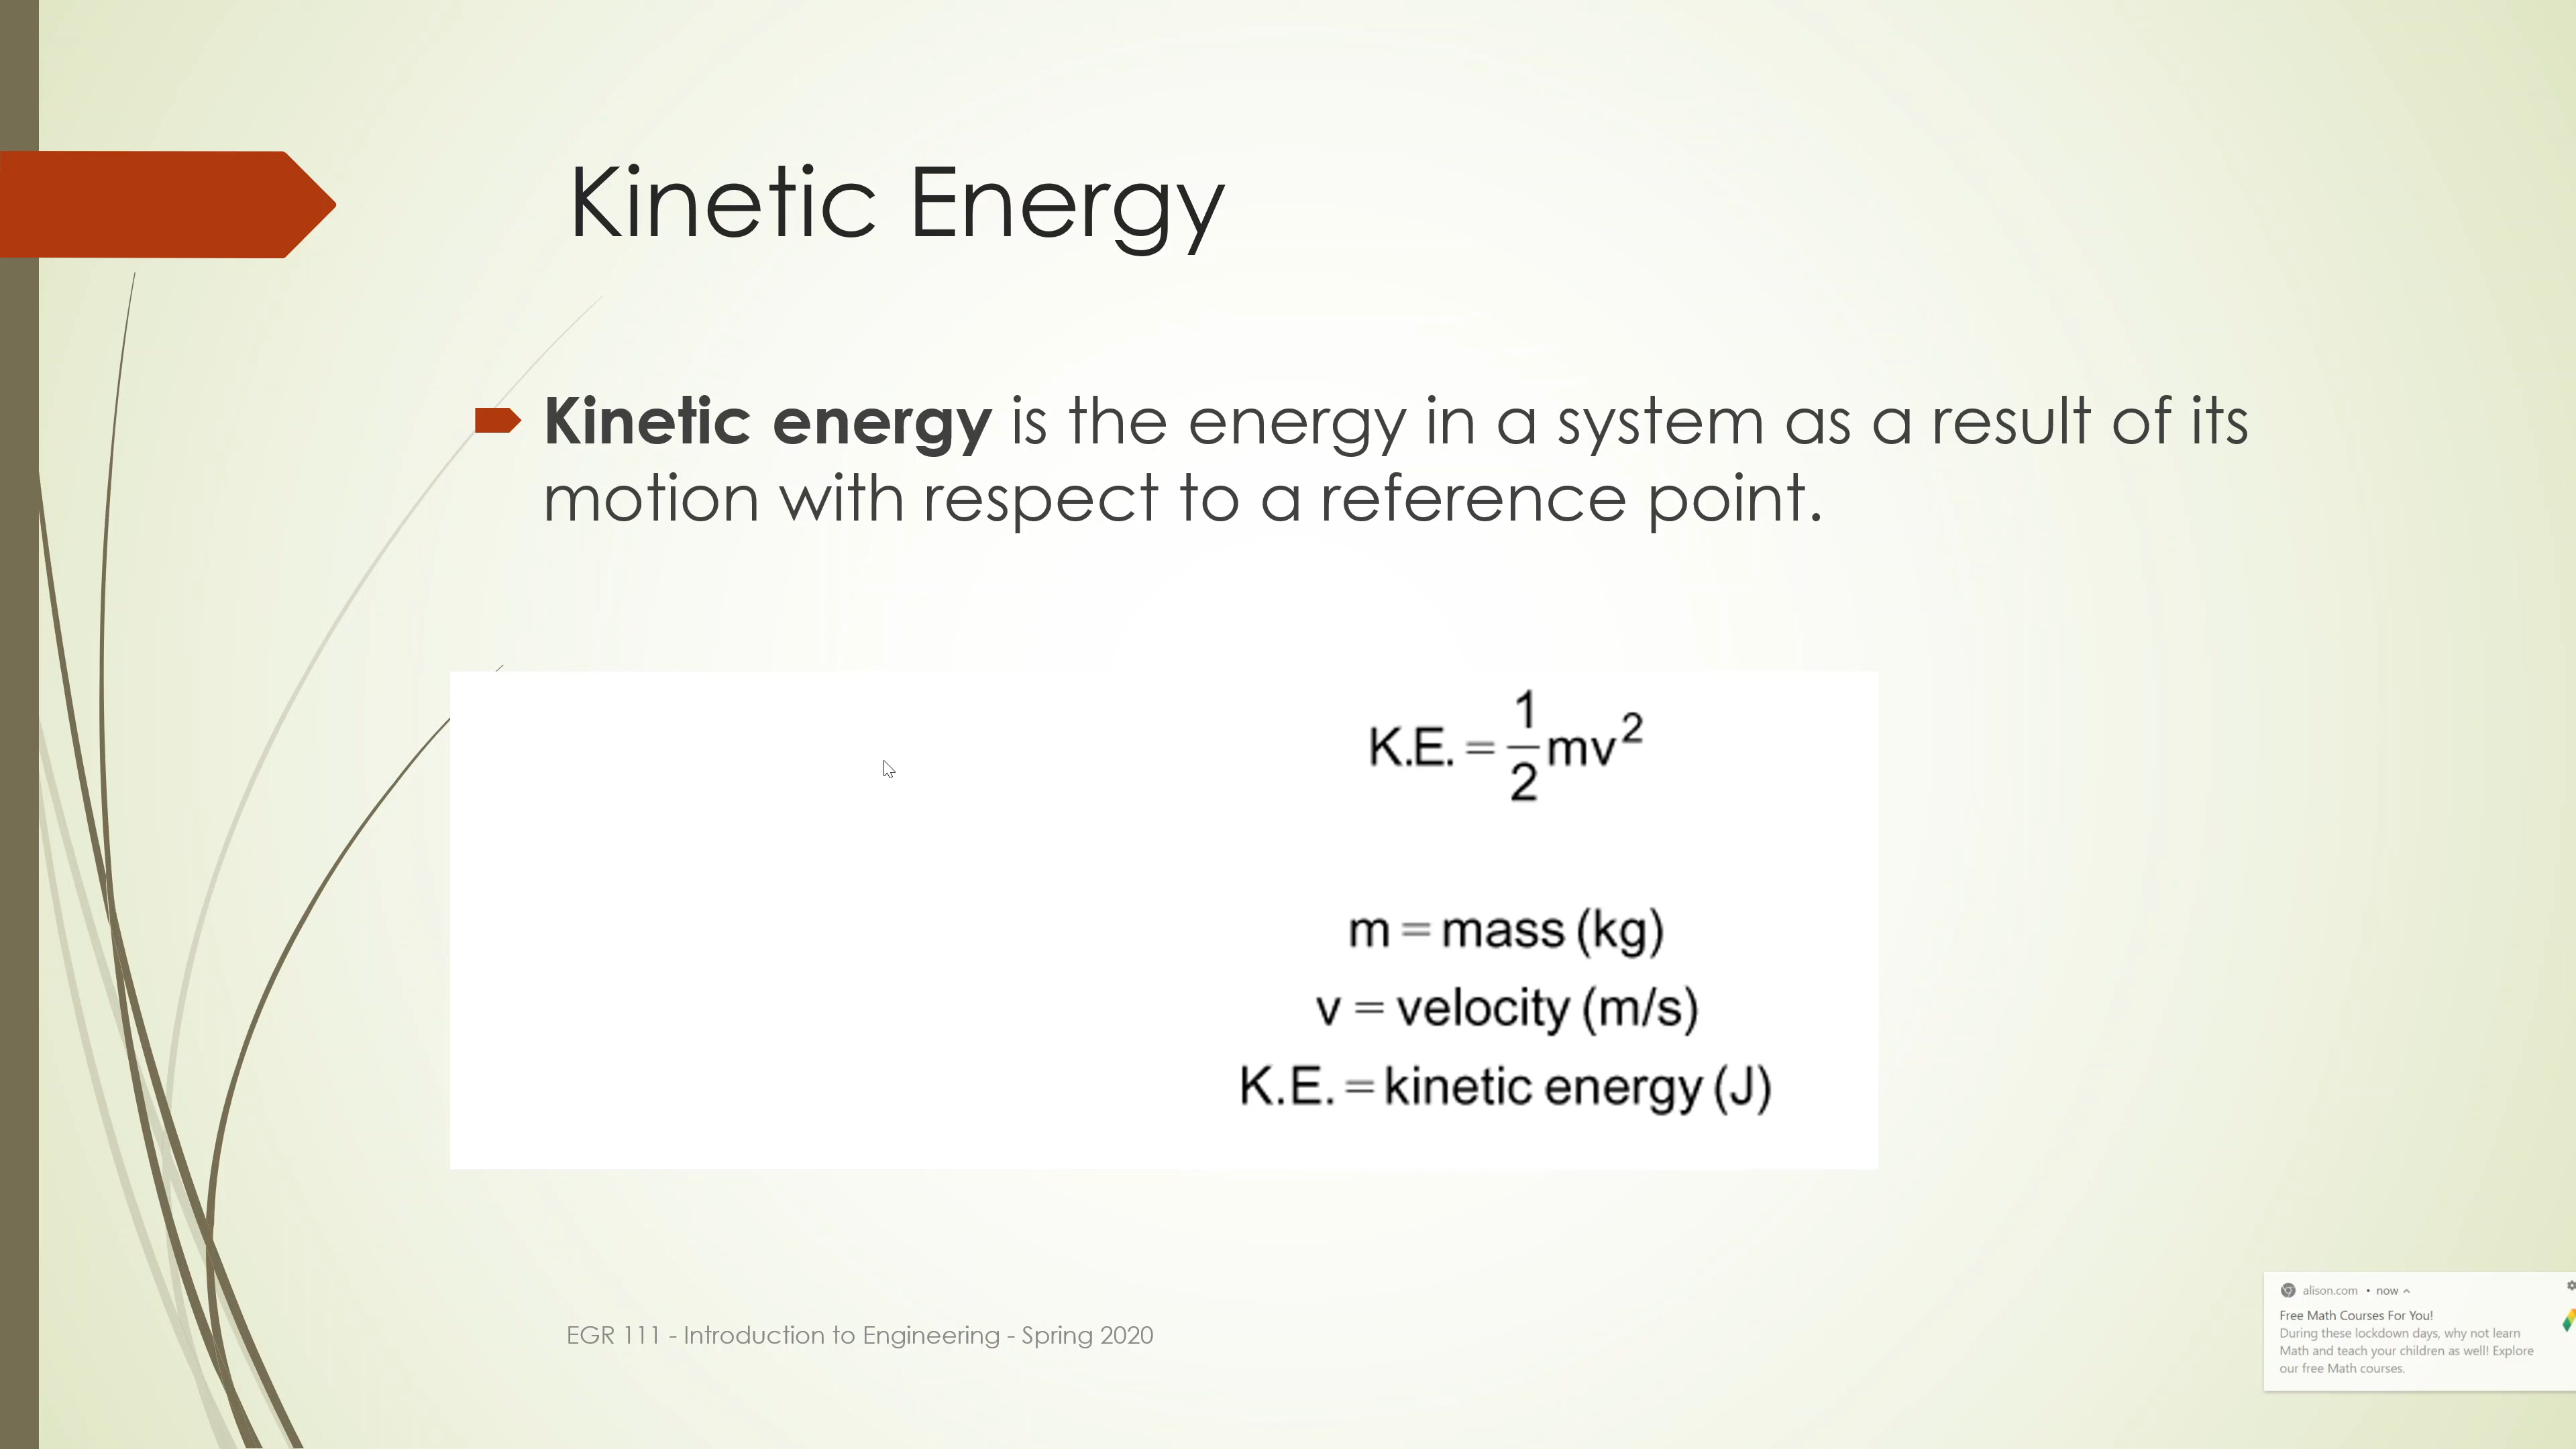 Kinetic Energy
Kinetic energy is the energy in a system as a result of its
motion with respect to a reference point.
K.E. = 1/2 mv²
m = mass (kg)
v = velocity (m/s)
K.E. = kinetic energy (J)
EGR 111 - Introduction to Engineering - Spring 2020
alison.com • now
Free Math Courses For You!
During these lockdown days, why not learn
Math and teach your children as well! Explore
our free Math courses.